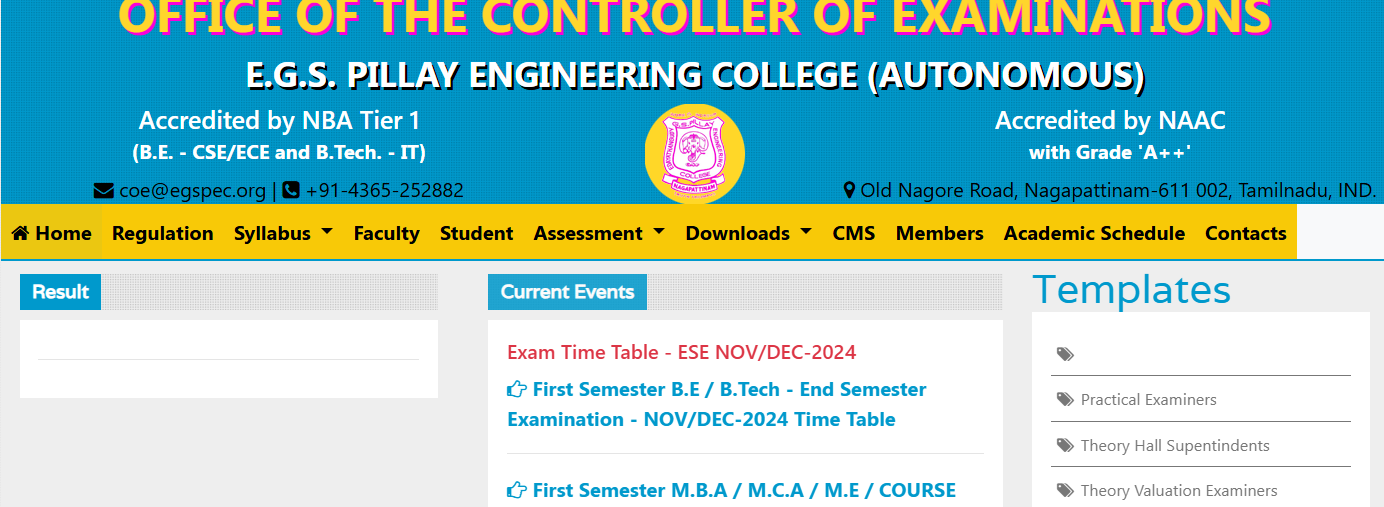 OFFICE OF THE CONTROLLER OF EXAMINATIONS
E.G.S. PILLAY ENGINEERING COLLEGE (AUTONOMOUS)
Accredited by NBA Tier 1
(B.E. - CSE/ECE and B.Tech. - IT)
coe@egspec.org | +91-4365-252882
E.G.S. PILLAY
ENGINEERING
COLLEGE
NAGAPATTINAM
Accredited by NAAC
with Grade 'A++'
Old Nagore Road, Nagapattinam-611 002, Tamilnadu, IND.
Home Regulation Syllabus Faculty Student Assessment Downloads CMS Members Academic Schedule Contacts
Result
Current Events
Exam Time Table - ESE NOV/DEC-2024
First Semester B.E / B.Tech - End Semester
Examination - NOV/DEC-2024 Time Table
First Semester M.B.A / M.C.A / M.E / COURSE
Templates
Practical Examiners
Theory Hall Supentindents
Theory Valuation Examiners